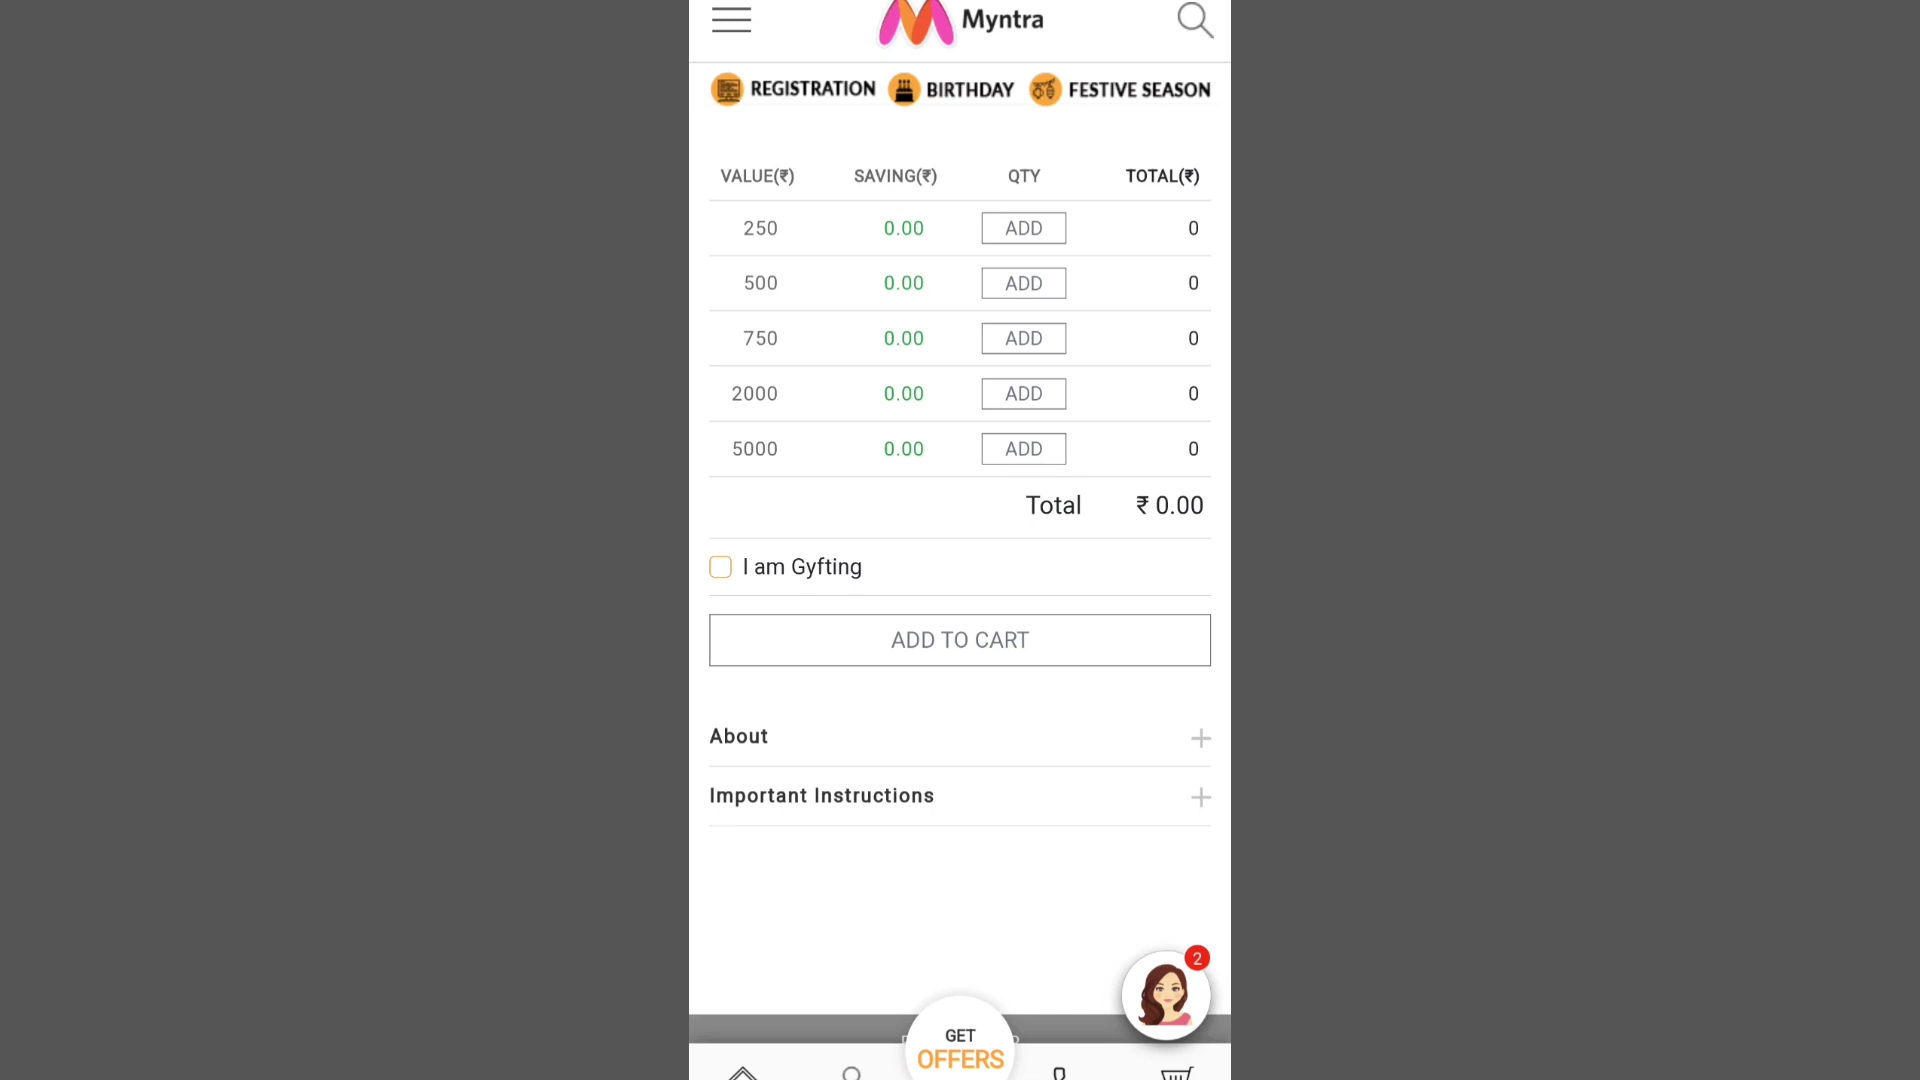 Myntra
REGISTRATION BIRTHDAY FESTIVE SEASON
VALUE(₹) SAVING(₹) QTY TOTAL(₹)
250 0.00 ADD 0
500 0.00 ADD 0
750 0.00 ADD 0
2000 0.00 ADD 0
5000 0.00 ADD 0
Total ₹ 0.00
I am Gyfting
ADD TO CART
About
Important Instructions
2
GET
OFFERS